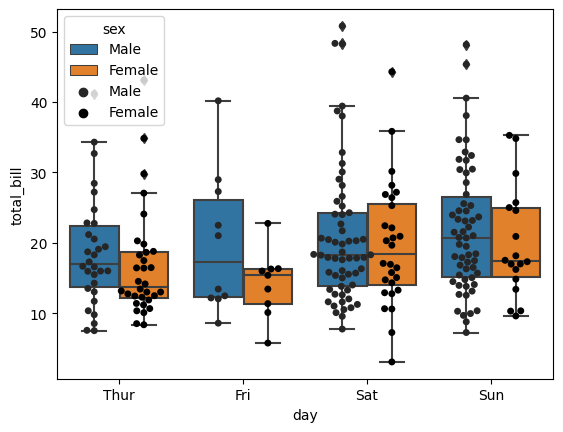 sex
Male
Female
Male
Female
50
40
30
20
10
total_bill
Thur Fri Sat Sun
day